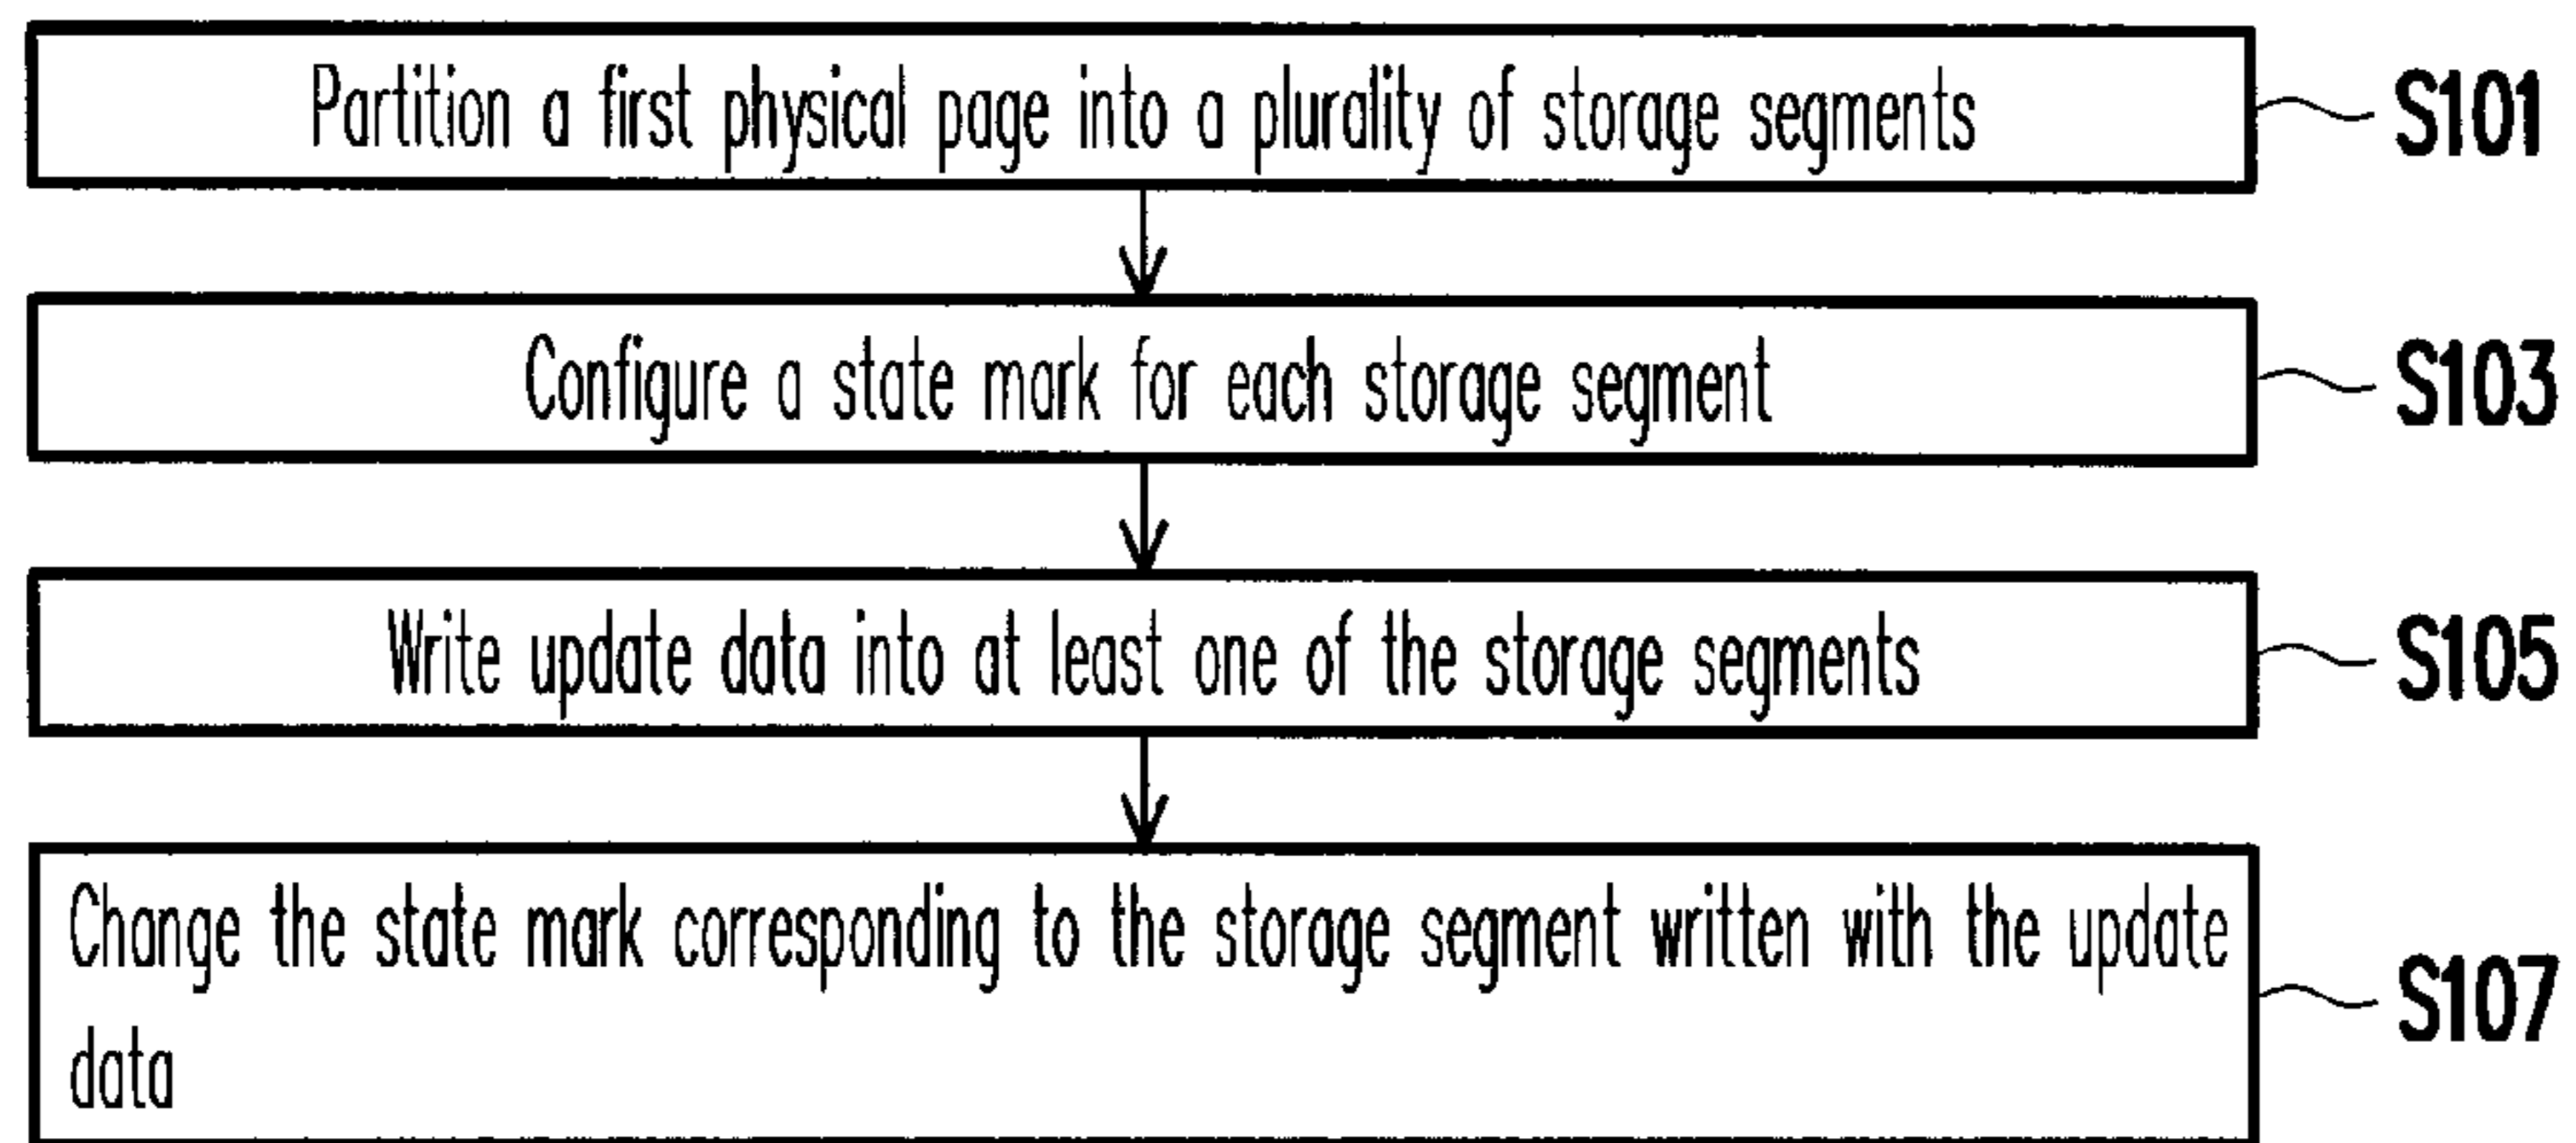 Partition a first physical page into a plurality of storage segments
S101
Configure a state mark for each storage segment
S103
Write update data into at least one of the storage segments
S105
Change the state mark corresponding to the storage segment written with the update
data
S107